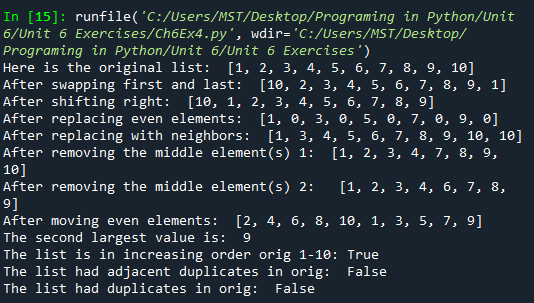 In [15]: runfile('C:/Users/MST/Desktop/Programing in Python/Unit
6/Unit 6 Exercises/Ch6Ex4.py', wdir='C:/Users/MST/Desktop/
Programing in Python/Unit 6/Unit 6 Exercises')
Here is the original list:  [1, 2, 3, 4, 5, 6, 7, 8, 9, 10]
After swapping first and last:  [10, 2, 3, 4, 5, 6, 7, 8, 9, 1]
After shifting right:  [10, 1, 2, 3, 4, 5, 6, 7, 8, 9]
After replacing even elements:  [1, 0, 3, 0, 5, 0, 7, 0, 9, 0]
After replacing with neighbors:  [1, 3, 4, 5, 6, 7, 8, 9, 10, 10]
After removing the middle element(s) 1:  [1, 2, 3, 4, 7, 8, 9,
10]
After removing the middle element(s) 2:   [1, 2, 3, 4, 6, 7, 8,
9]
After moving even elements:  [2, 4, 6, 8, 10, 1, 3, 5, 7, 9]
The second largest value is:  9
The list is in increasing order orig 1-10: True
The list had adjacent duplicates in orig:  False
The list had duplicates in orig:  False